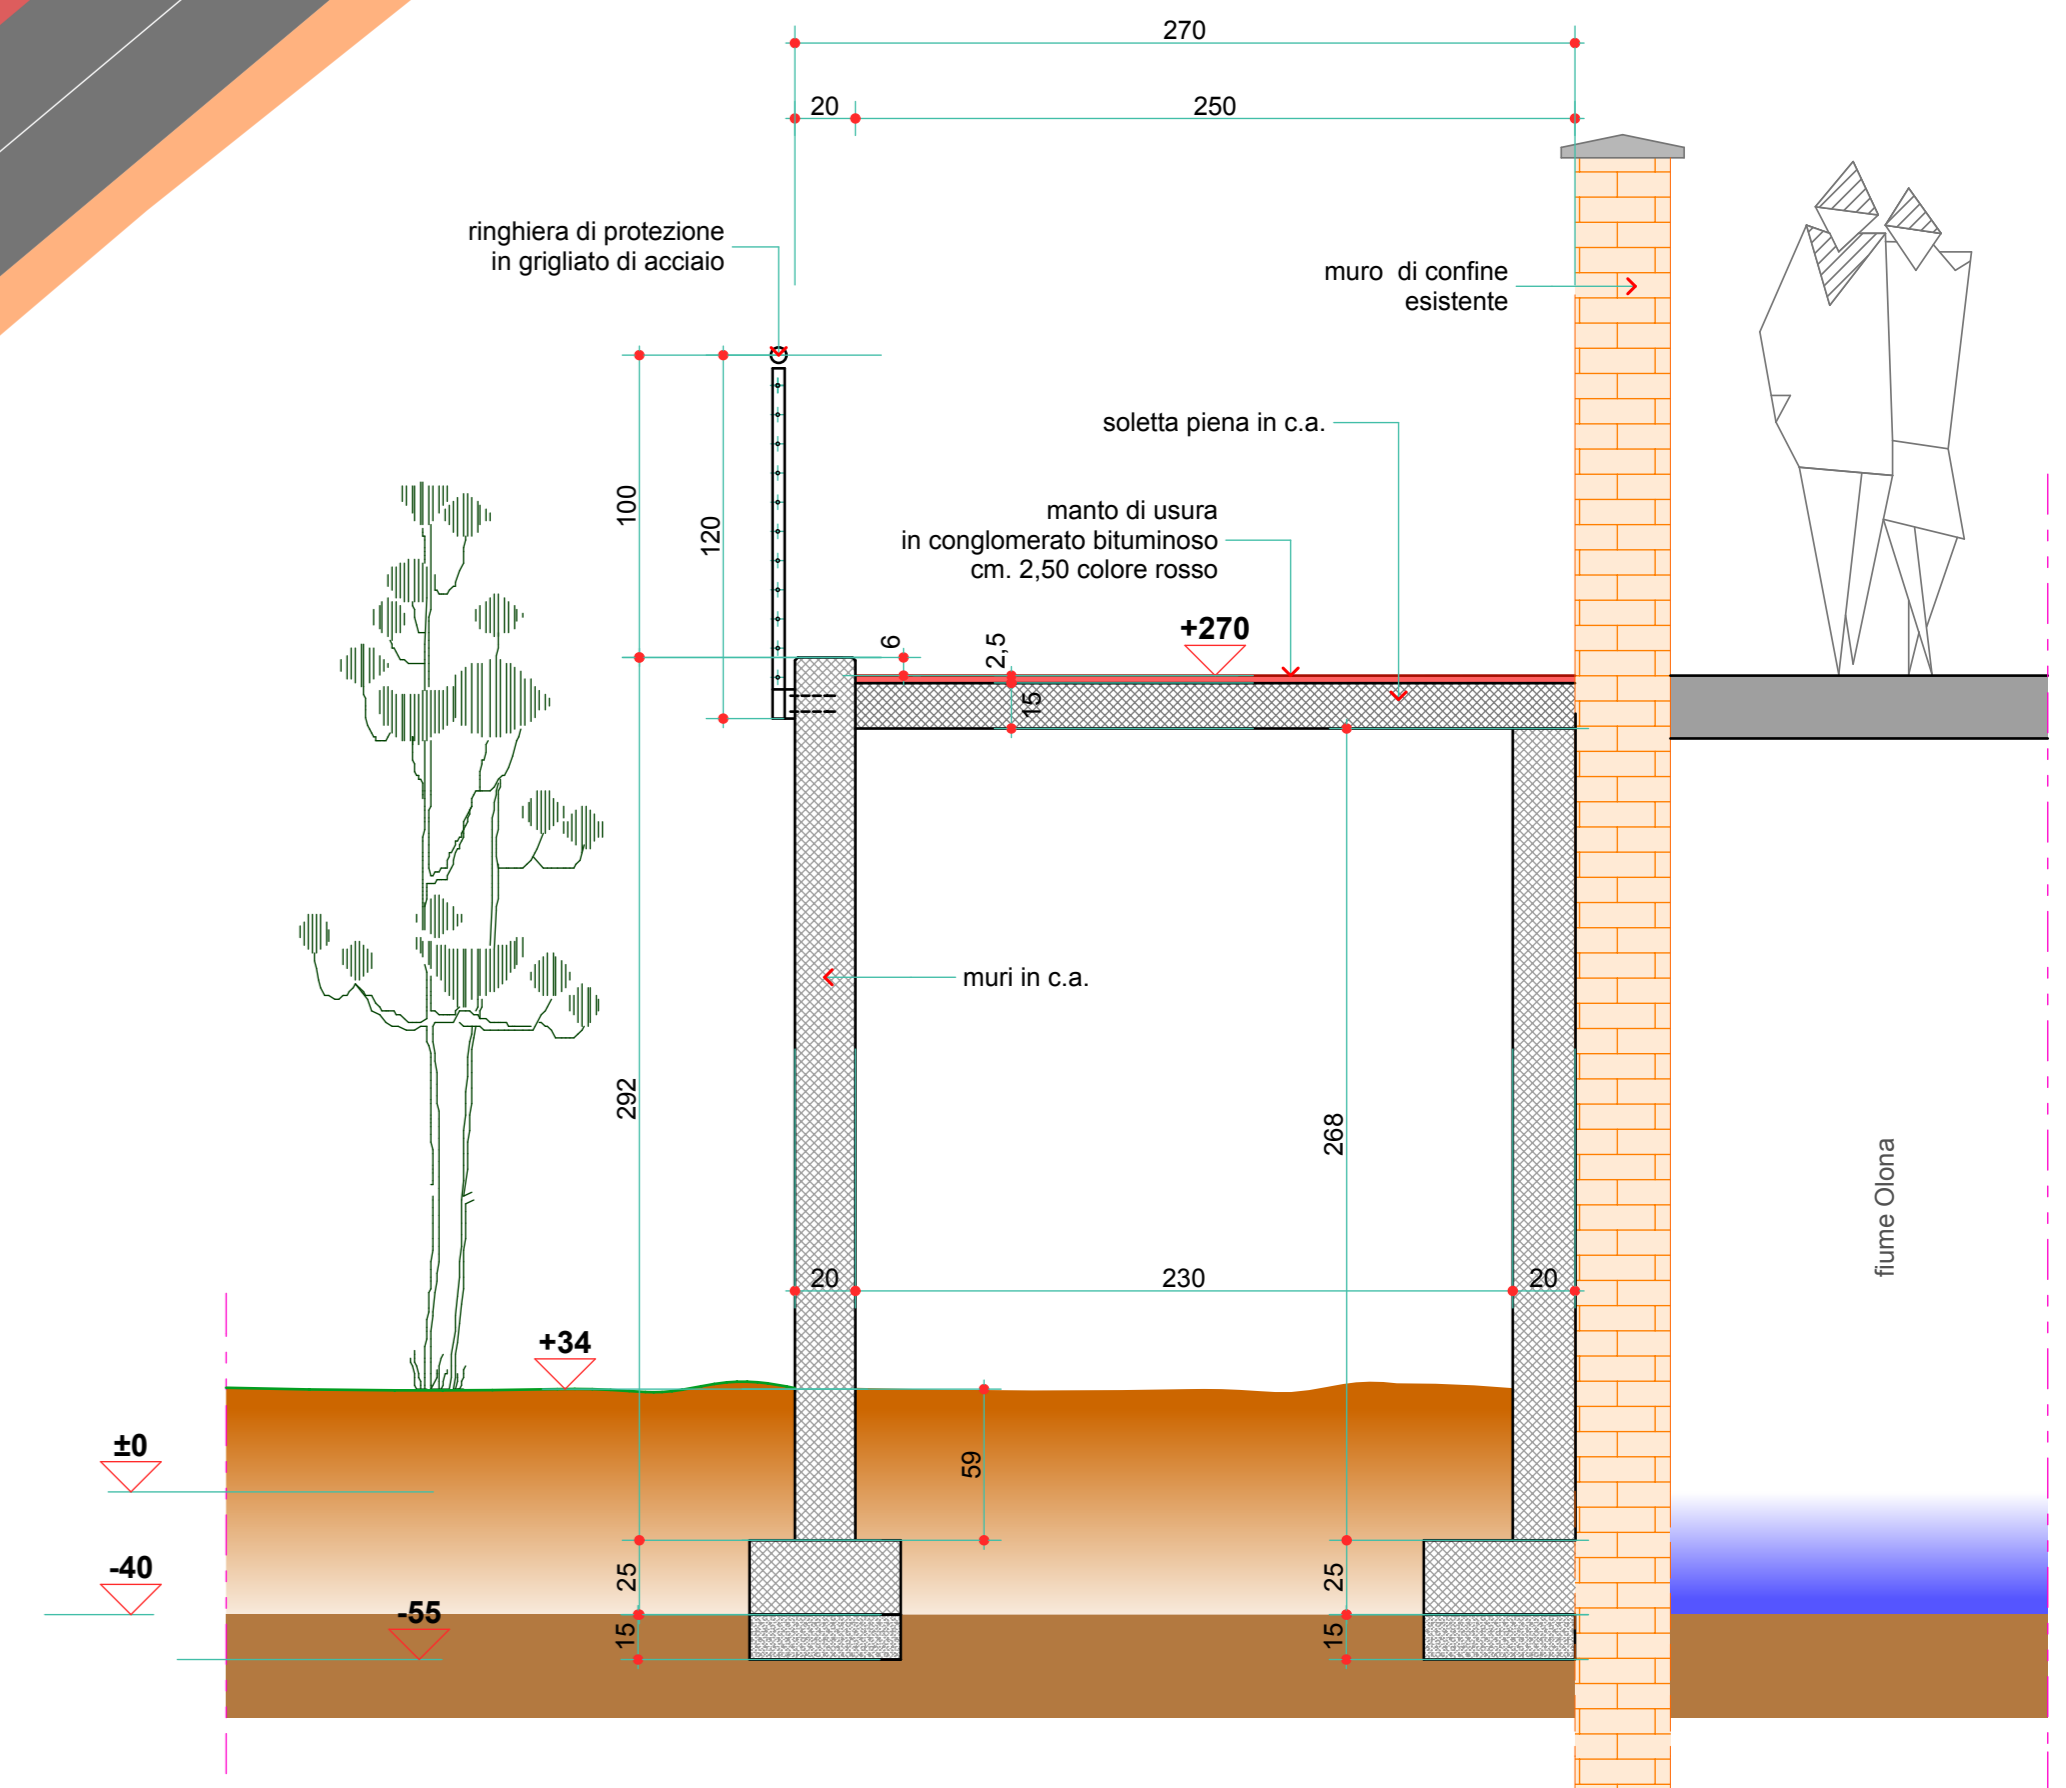 270
20
250
ringhiera di protezione
in grigliato di acciaio
muro di confine
esistente
soletta piena in c.a.
100
120
manto di usura
in conglomerato bituminoso
cm. 2,50 colore rosso
6
2,5
+270
15
muri in c.a.
292
268
fiume Olona
20
230
20
+34
±0
59
-40
25
25
-55
15
15